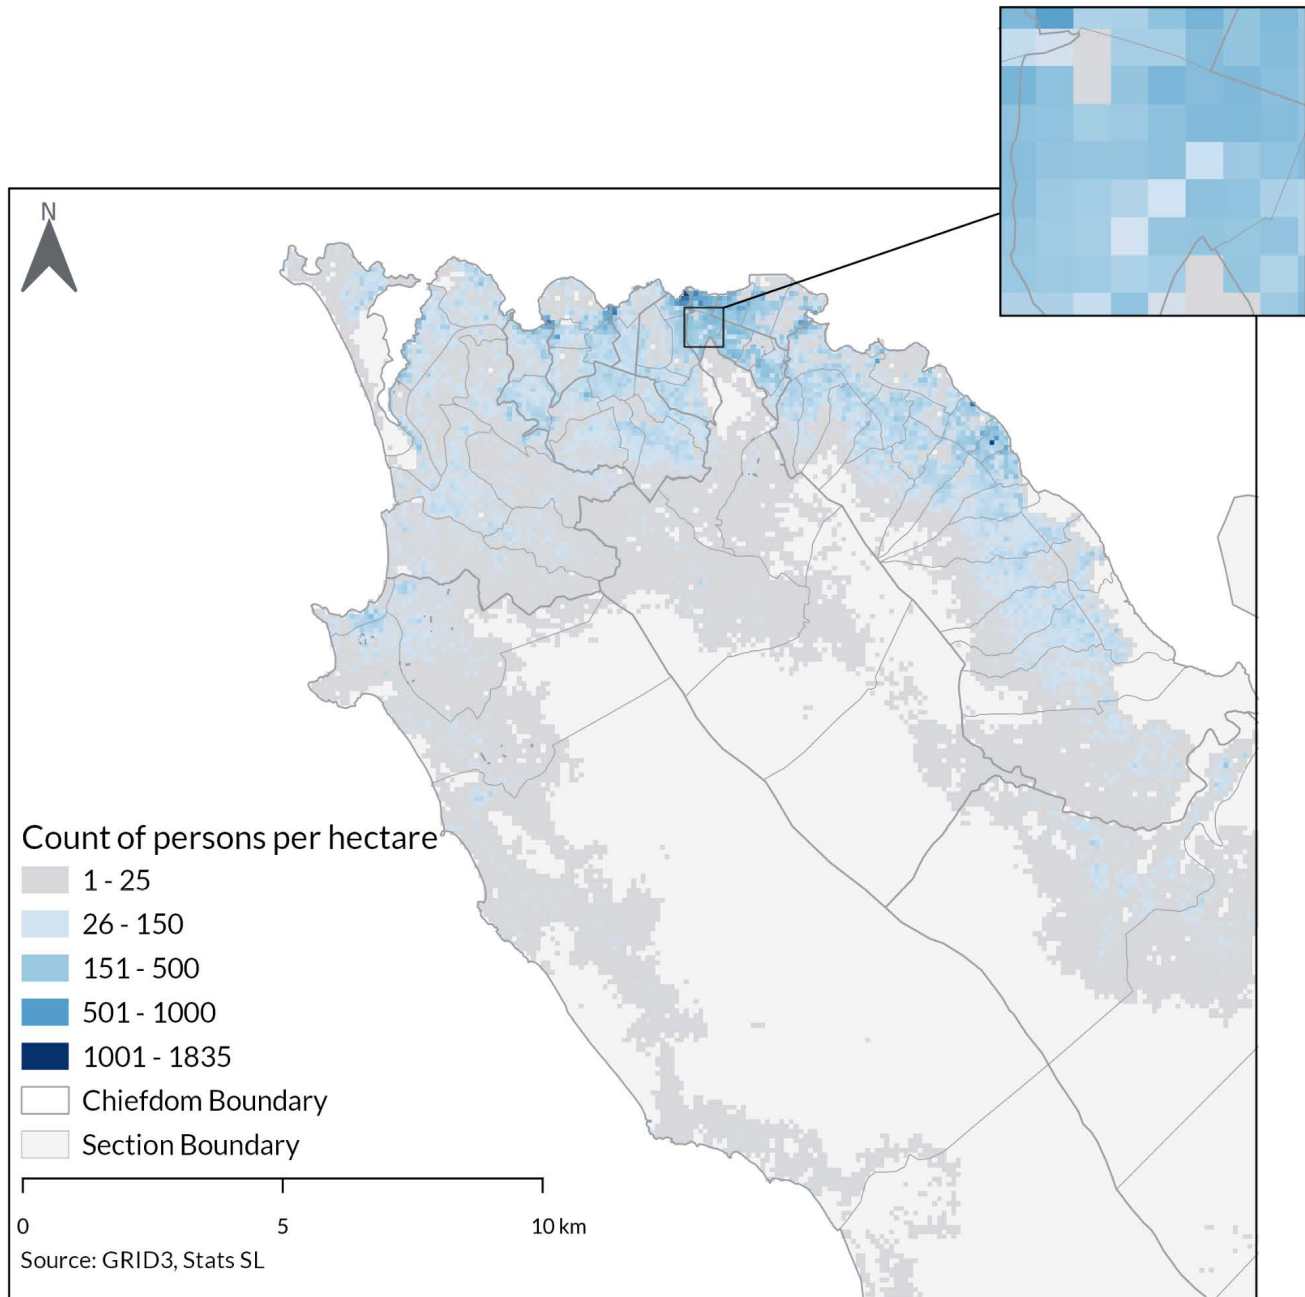 N
Count of persons per hectare
1 - 25
26 - 150
151 - 500
501 - 1000
1001 - 1835
Chiefdom Boundary
Section Boundary
0 5 10 km
Source: GRID3, Stats SL